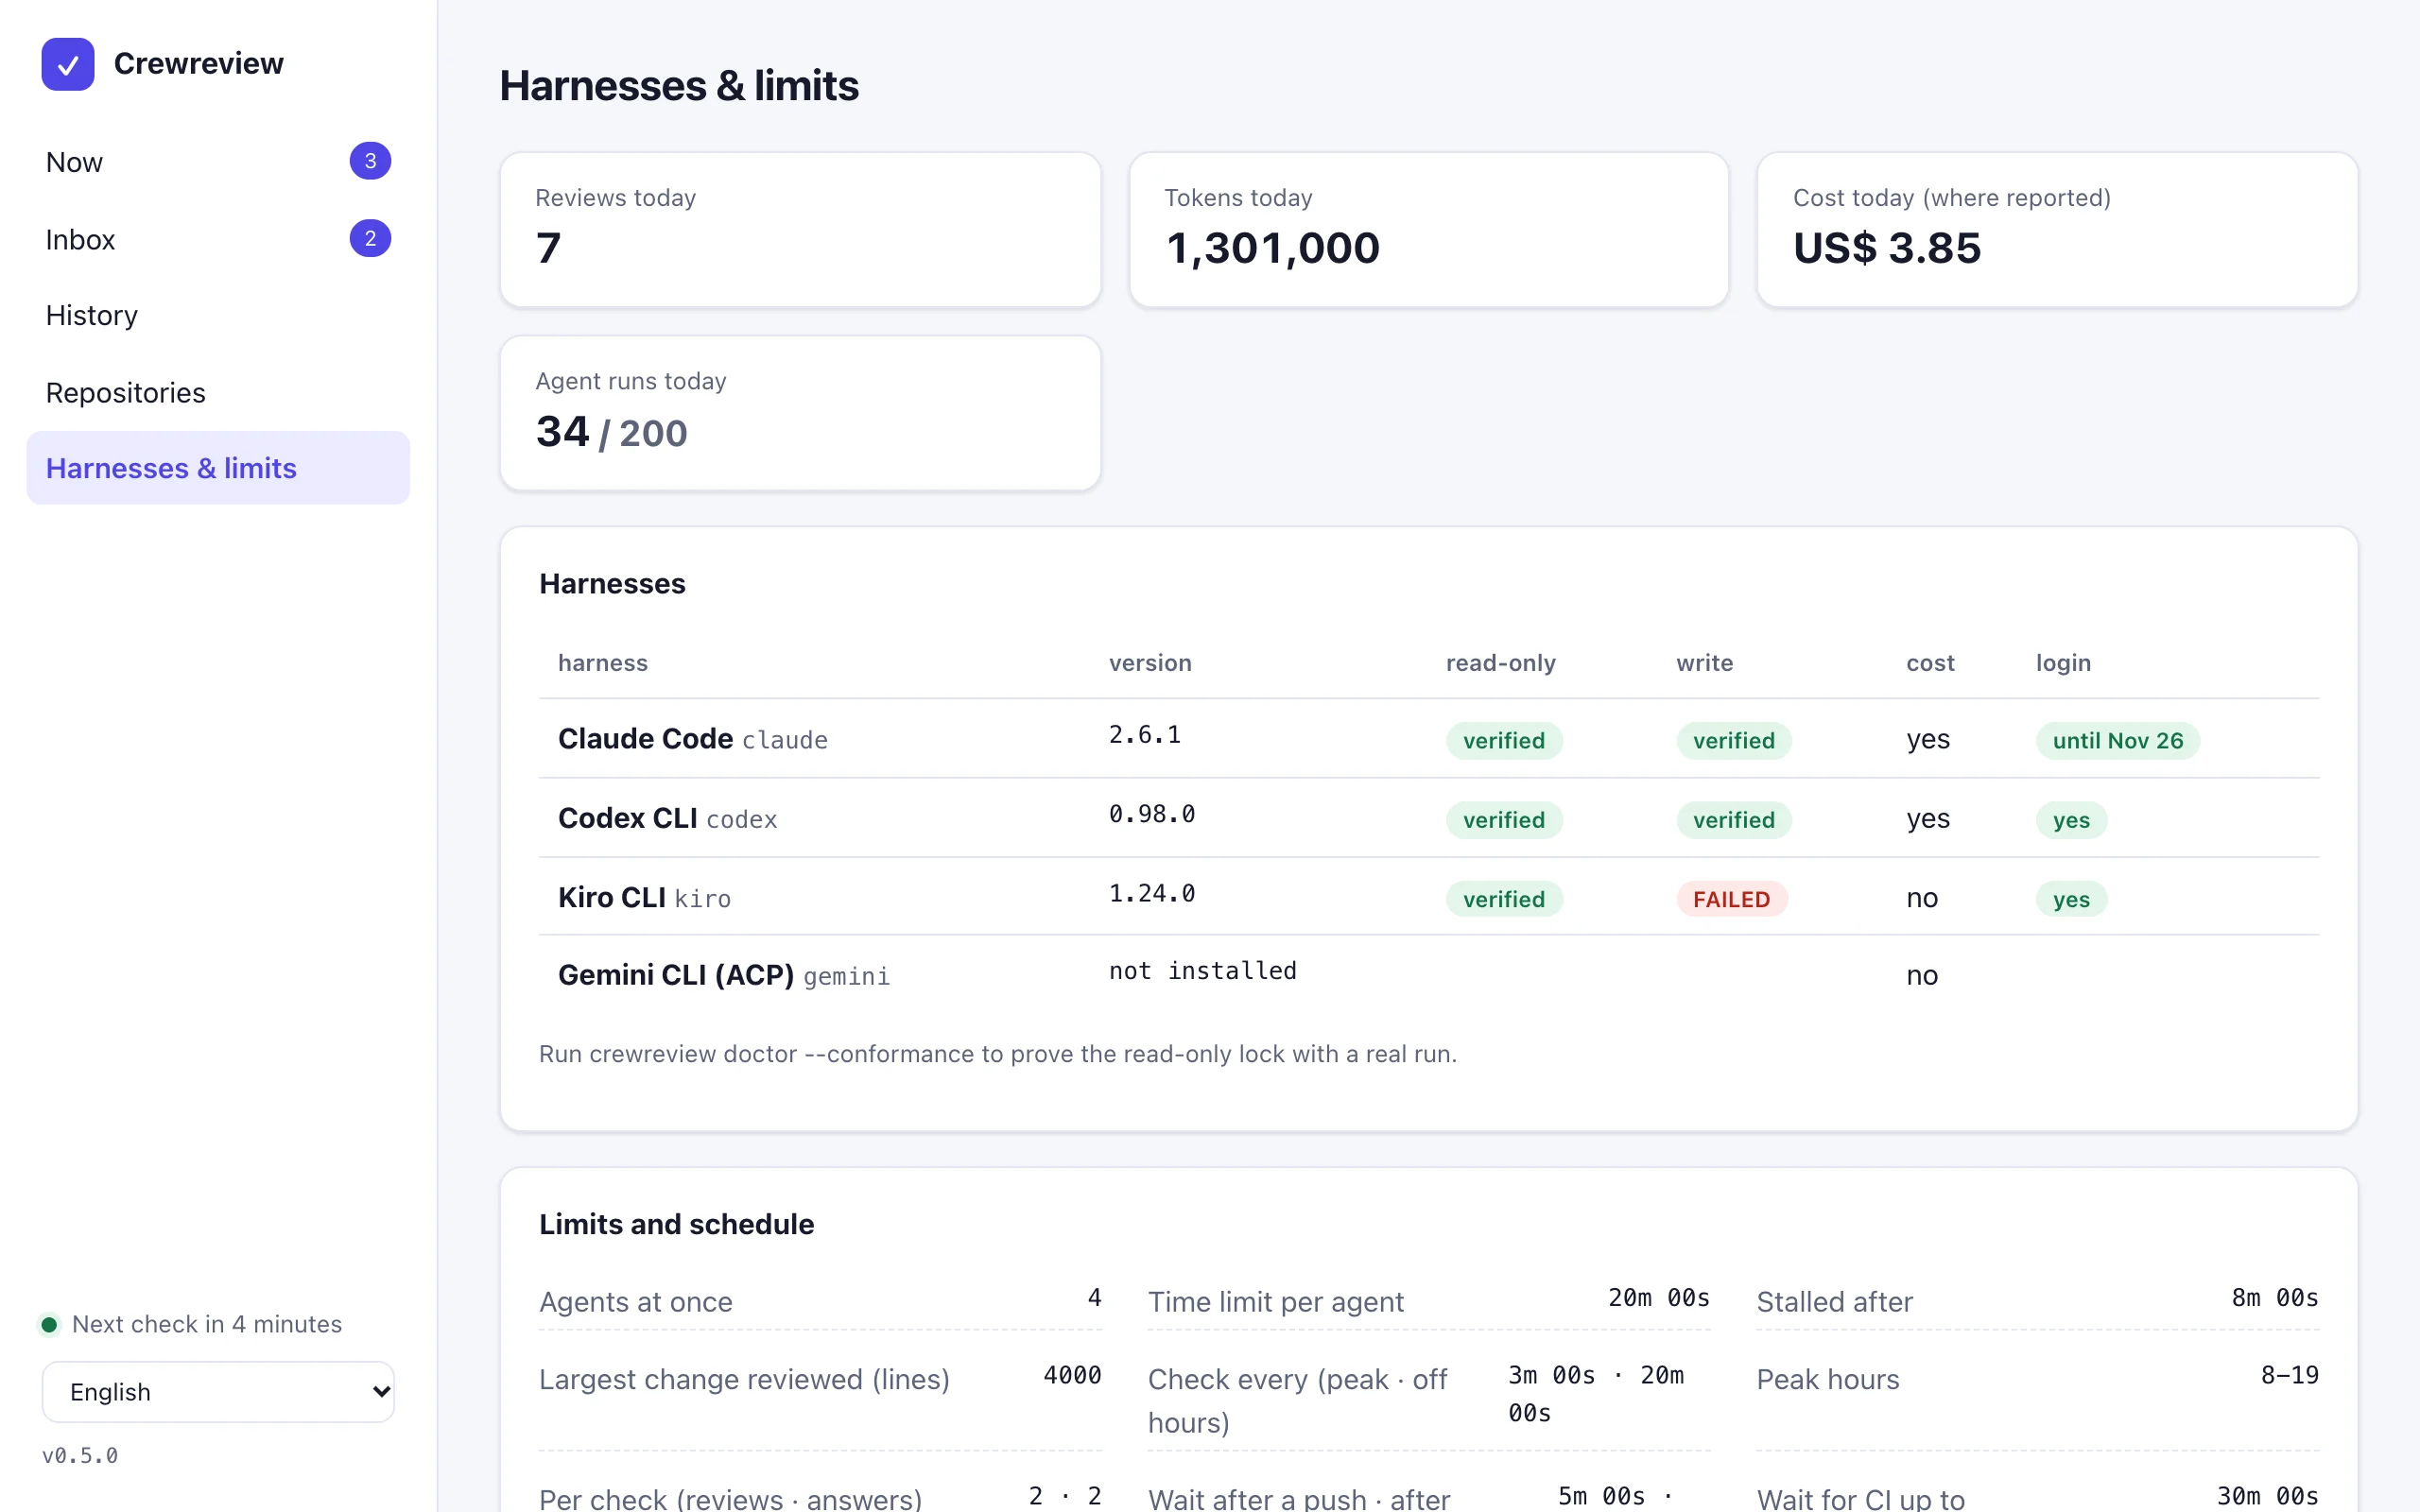 Crewreview
Now 3
Inbox 2
History
Repositories
Harnesses & limits
Next check in 4 minutes
English
v0.5.0
Harnesses & limits
Reviews today
7
Tokens today
1,301,000
Cost today (where reported)
US$ 3.85
Agent runs today
34 / 200
Harnesses
harness version read-only write cost login
Claude Code claude 2.6.1 verified verified yes until Nov 26
Codex CLI codex 0.98.0 verified verified yes yes
Kiro CLI kiro 1.24.0 verified FAILED no yes
Gemini CLI (ACP) gemini not installed no
Run crewreview doctor --conformance to prove the read-only lock with a real run.
Limits and schedule
Agents at once 4
Time limit per agent 20m 00s
Stalled after 8m 00s
Largest change reviewed (lines) 4000
Check every (peak · off hours) 3m 00s · 20m 00s
Peak hours 8–19
Per check (reviews · answers) 2 · 2
Wait after a push · after 5m 00s ·
Wait for CI up to 30m 00s